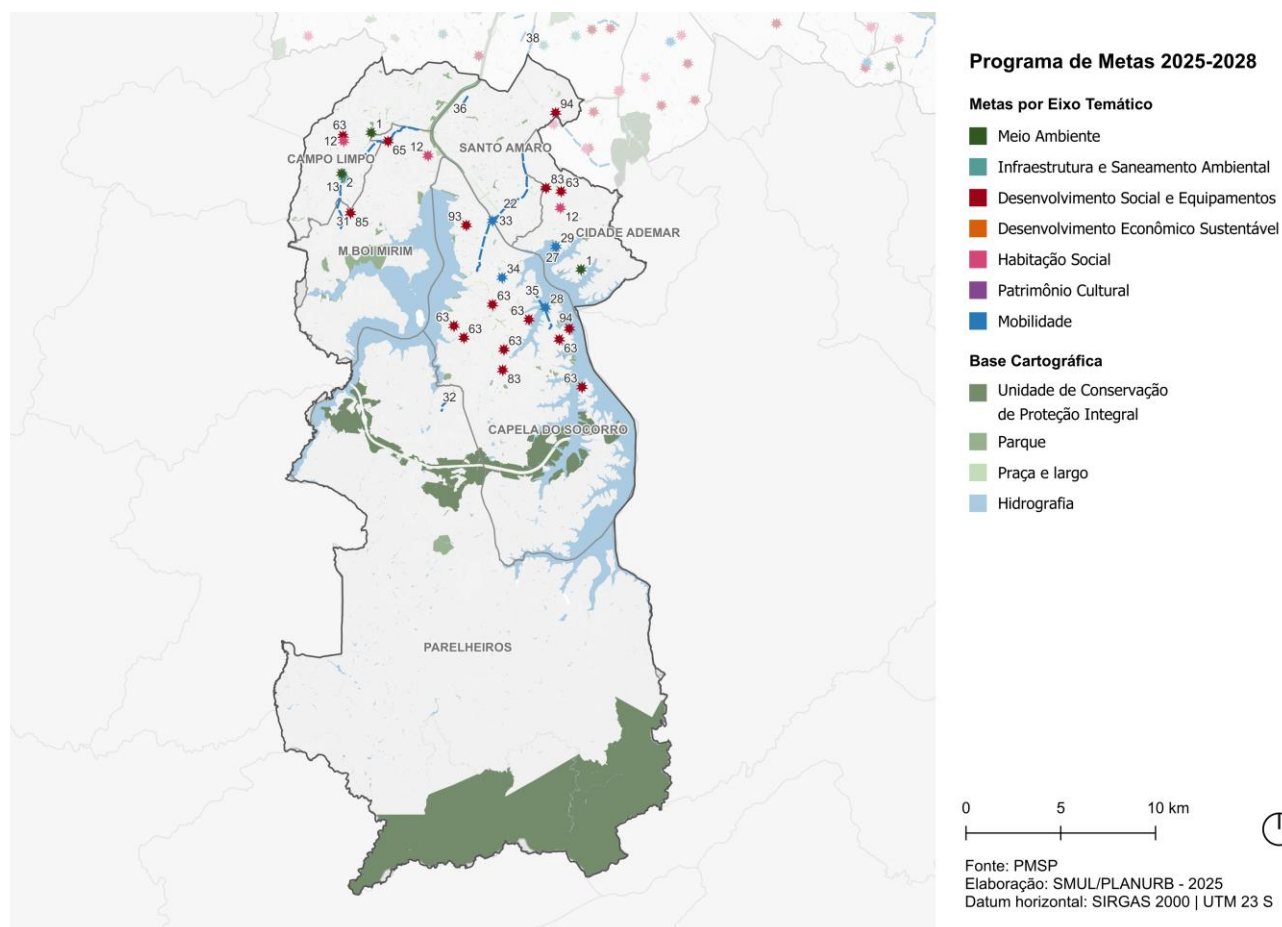 38
36
94
63
1
12
65
12
SANTO AMARO
CAMPO LIMPO
13
2
83
63
12
31
85
93
22
33
CIDADE ADEMAR
29
27
M BOI MIRIM
1
34
35
28
63
63
94
63
63
63
63
83
63
32
CAPELA DO SOCORRO
PARELHEIROS
Programa de Metas 2025-2028
Metas por Eixo Temático
Meio Ambiente
Infraestrutura e Saneamento Ambiental
Desenvolvimento Social e Equipamentos
Desenvolvimento Econômico Sustentável
Habitação Social
Patrimônio Cultural
Mobilidade
Base Cartográfica
Unidade de Conservação
de Proteção Integral
Parque
Praça e largo
Hidrografia
0 5 10 km
Fonte: PMSP
Elaboração: SMUL/PLANURB - 2025
Datum horizontal: SIRGAS 2000 | UTM 23 S